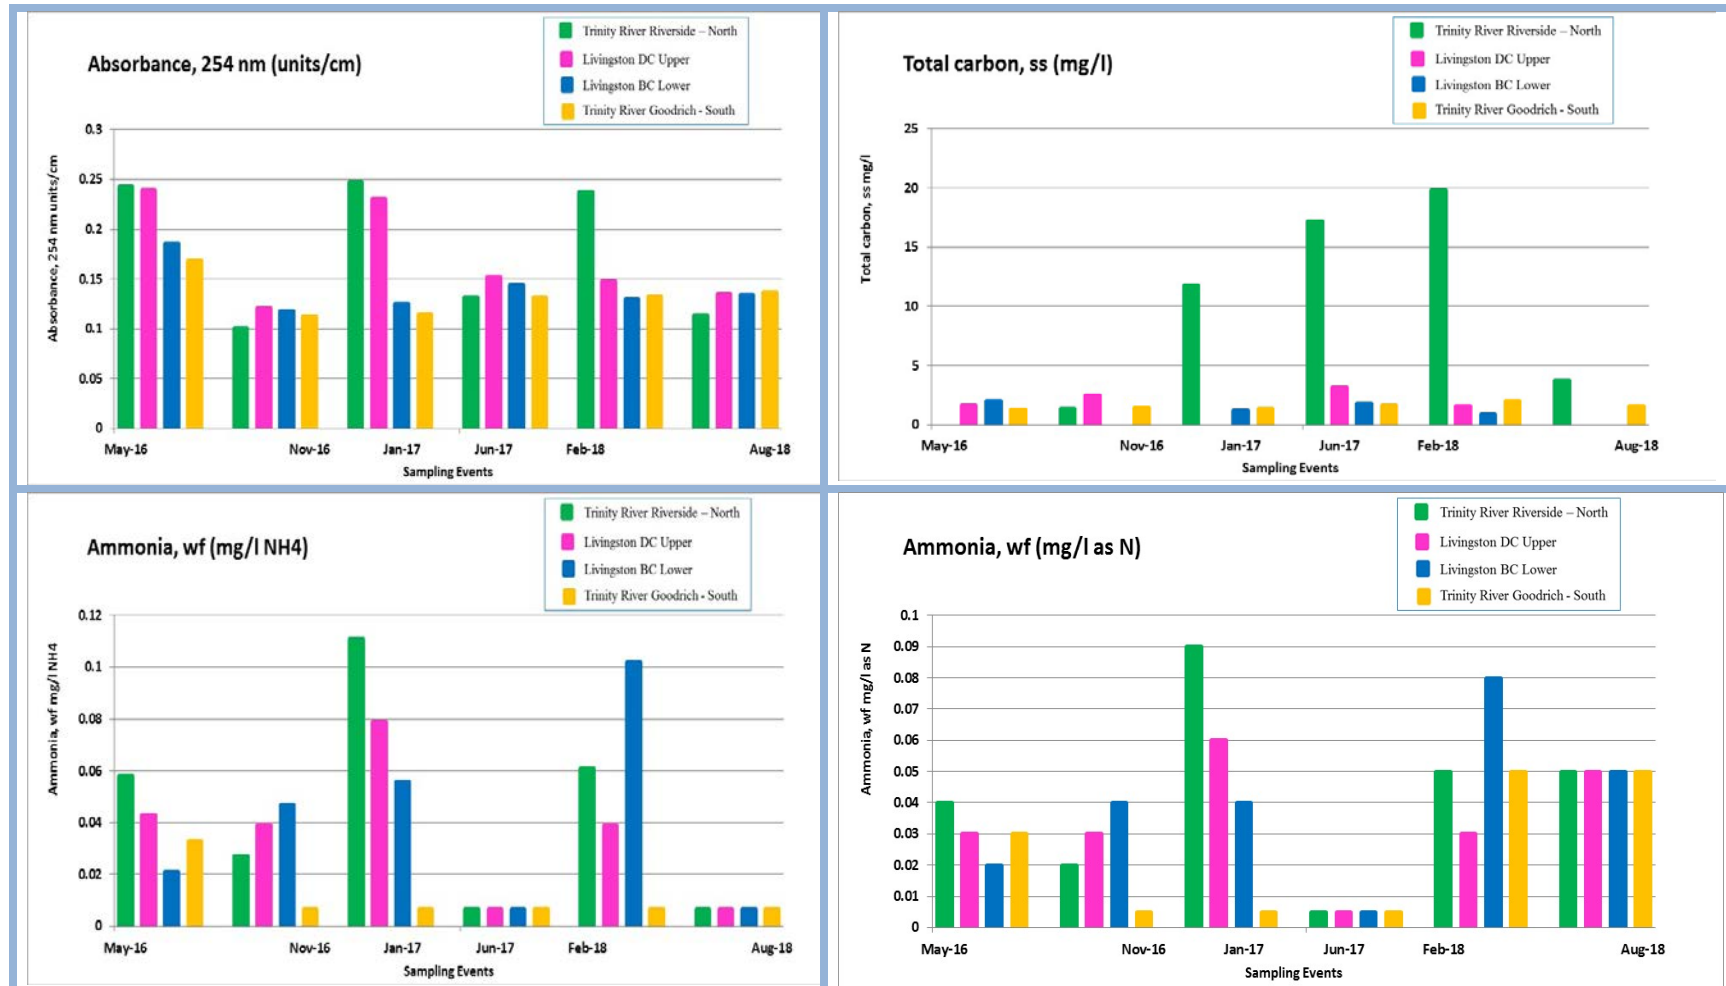 Absorbance, 254 nm (units/cm)
Trinity River Riverside – North
Livingston DC Upper
Livingston BC Lower
Trinity River Goodrich - South
Absorbance, 254 nm units/cm
0.3
0.25
0.2
0.15
0.1
0.05
0
May-16 Nov-16 Jan-17 Jun-17 Feb-18 Aug-18
Sampling Events
Total carbon, ss (mg/l)
Trinity River Riverside – North
Livingston DC Upper
Livingston BC Lower
Trinity River Goodrich - South
Total carbon, ss mg/l
25
20
15
10
5
0
May-16 Nov-16 Jan-17 Jun-17 Feb-18 Aug-18
Sampling Events
Ammonia, wf (mg/l NH4)
Trinity River Riverside – North
Livingston DC Upper
Livingston BC Lower
Trinity River Goodrich - South
Ammonia, wf mg/l NH4
0.12
0.1
0.08
0.06
0.04
0.02
0
May-16 Nov-16 Jan-17 Jun-17 Feb-18 Aug-18
Sampling Events
Ammonia, wf (mg/l as N)
Trinity River Riverside – North
Livingston DC Upper
Livingston BC Lower
Trinity River Goodrich - South
Ammonia, wf mg/l as N
0.1
0.09
0.08
0.07
0.06
0.05
0.04
0.03
0.02
0.01
0
May-16 Nov-16 Jan-17 Jun-17 Feb-18 Aug-18
Sampling Events